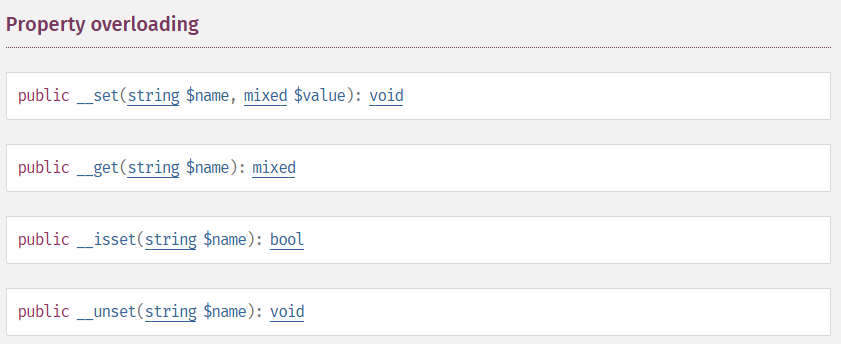 Property overloading
public __set(string $name, mixed $value): void
public __get(string $name): mixed
public __isset(string $name): bool
public __unset(string $name): void